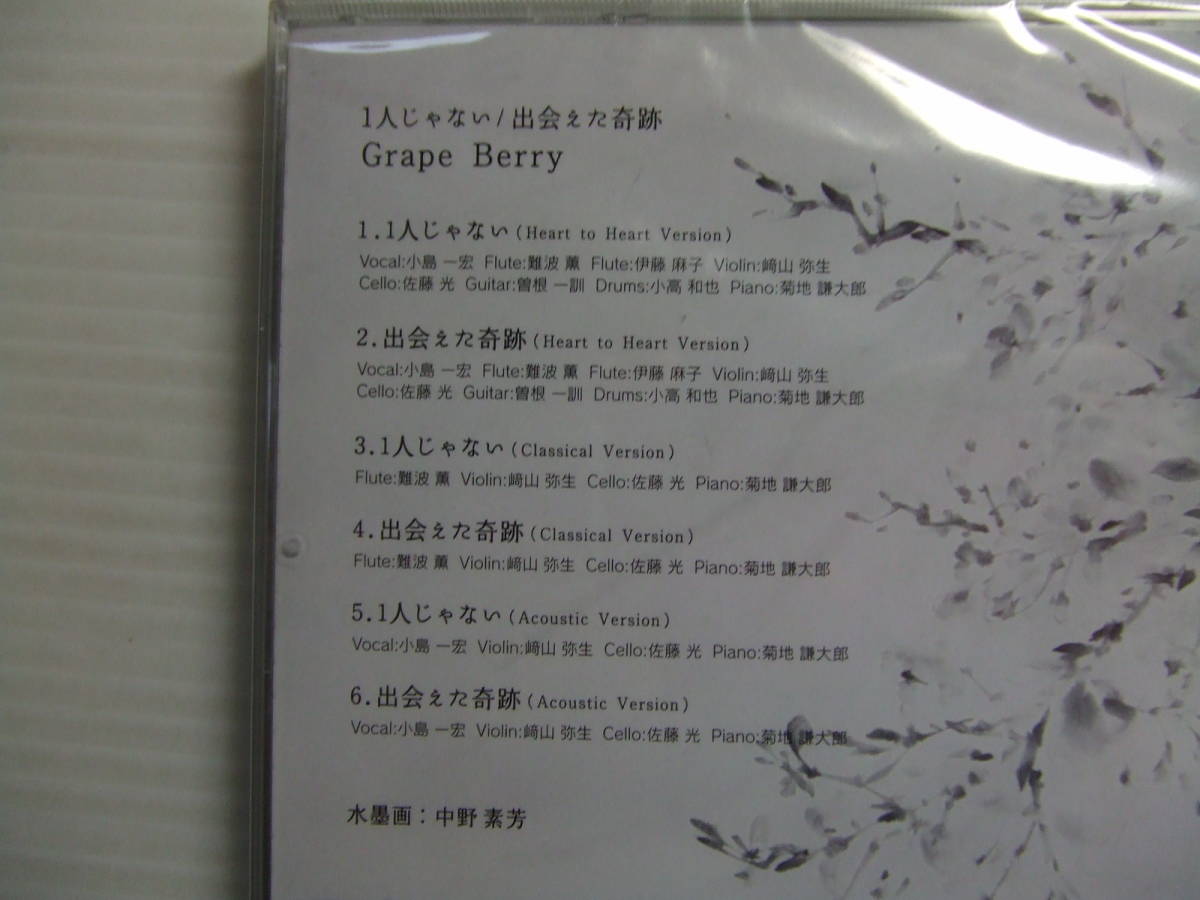 1人じゃない/出会えた奇跡
Grape Berry
1.1人じゃない(Heart to Heart Version)
Vocal:小島 一宏 Flute:難波 薫 Flute:伊藤 麻子 Violin:﨑山 弥生
Cello:佐藤 光 Guitar:曽根 一訓 Drums:小高 和也 Piano:菊地 謙大郎
2.出会えた奇跡(Heart to Heart Version)
Vocal:小島 一宏 Flute:難波 薫 Flute:伊藤 麻子 Violin:﨑山 弥生
Cello:佐藤 光 Guitar:曽根 一訓 Drums:小高 和也 Piano:菊地 謙大郎
3.1人じゃない(Classical Version)
Flute:難波 薫 Violin:﨑山 弥生 Cello:佐藤 光 Piano:菊地 謙大郎
4.出会えた奇跡(Classical Version)
Flute:難波 薫 Violin:﨑山 弥生 Cello:佐藤 光 Piano:菊地 謙大郎
5.1人じゃない(Acoustic Version)
Vocal:小島 一宏 Violin:﨑山 弥生 Cello:佐藤 光 Piano:菊地 謙大郎
6.出会えた奇跡(Acoustic Version)
Vocal:小島 一宏 Violin:﨑山 弥生 Cello:佐藤 光 Piano:菊地 謙大郎
水墨画:中野 素芳